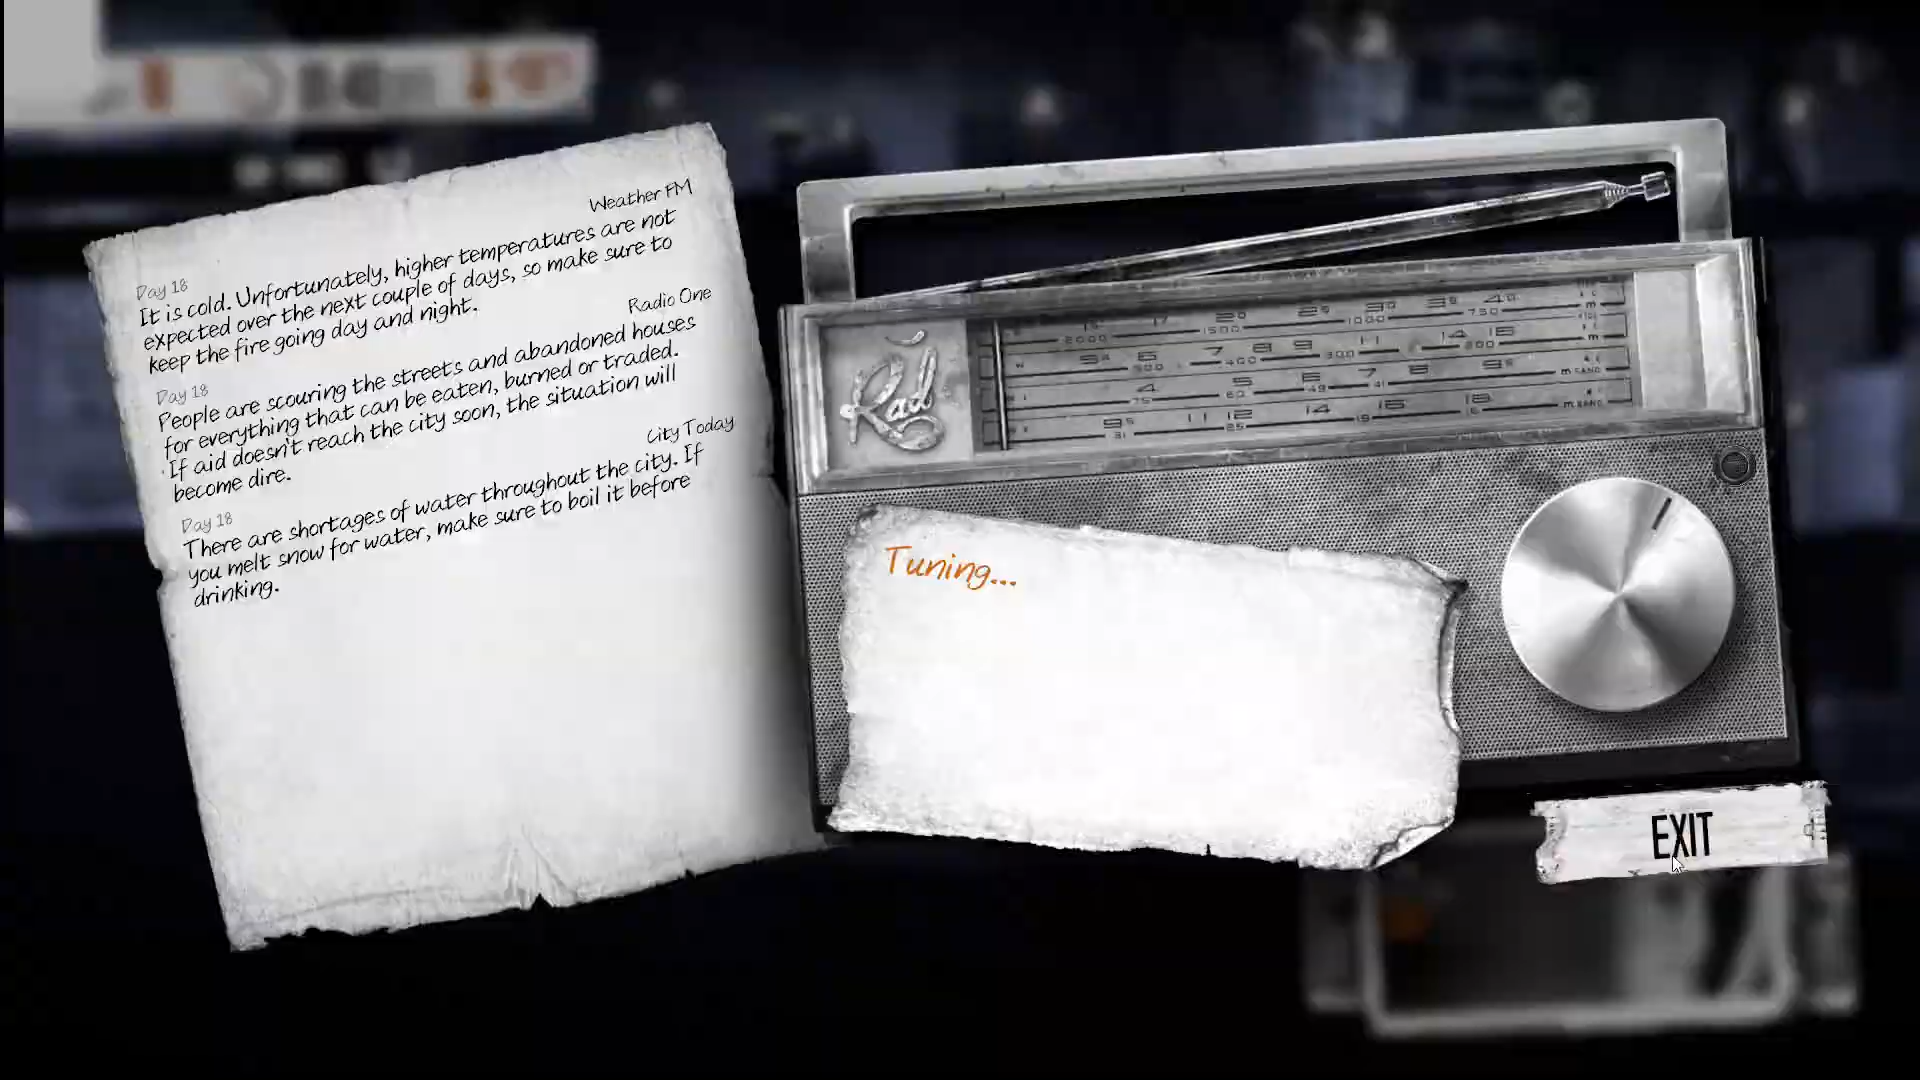 Weather FM
Day 18
It is cold. Unfortunately, higher temperatures are not
expected over the next couple of days, so make sure to
keep the fire going day and night.
Radio One
Day 18
People are scouring the streets and abandoned houses
for everything that can be eaten, burned or traded.
If aid doesn't reach the city soon, the situation will
become dire.
City Today
Day 18
There are shortages of water throughout the city. If
you melt snow for water, make sure to boil it before
drinking.
Rad
Tuning...
EXIT